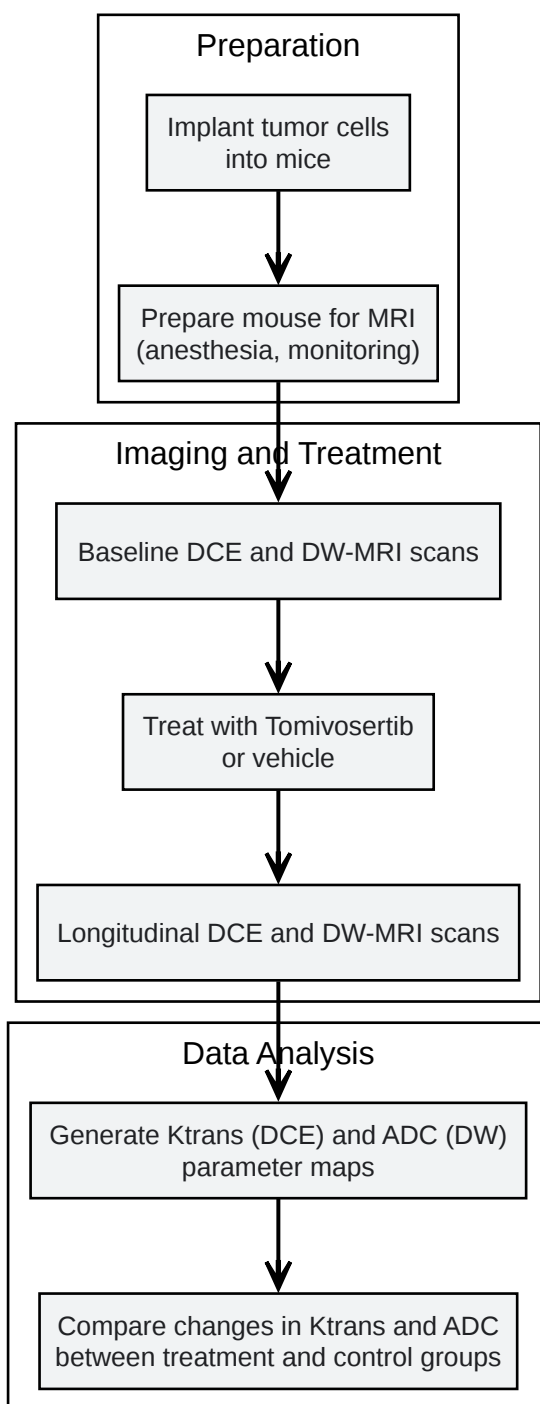 Preparation
Implant tumor cells
into mice
Prepare mouse for MRI
(anesthesia, monitoring)
Imaging and Treatment
Baseline DCE and DW-MRI scans
Treat with Tomivosertib
or vehicle
Longitudinal DCE and DW-MRI scans
Data Analysis
Generate Ktrans (DCE) and ADC (DW)
parameter maps
Compare changes in Ktrans and ADC
between treatment and control groups